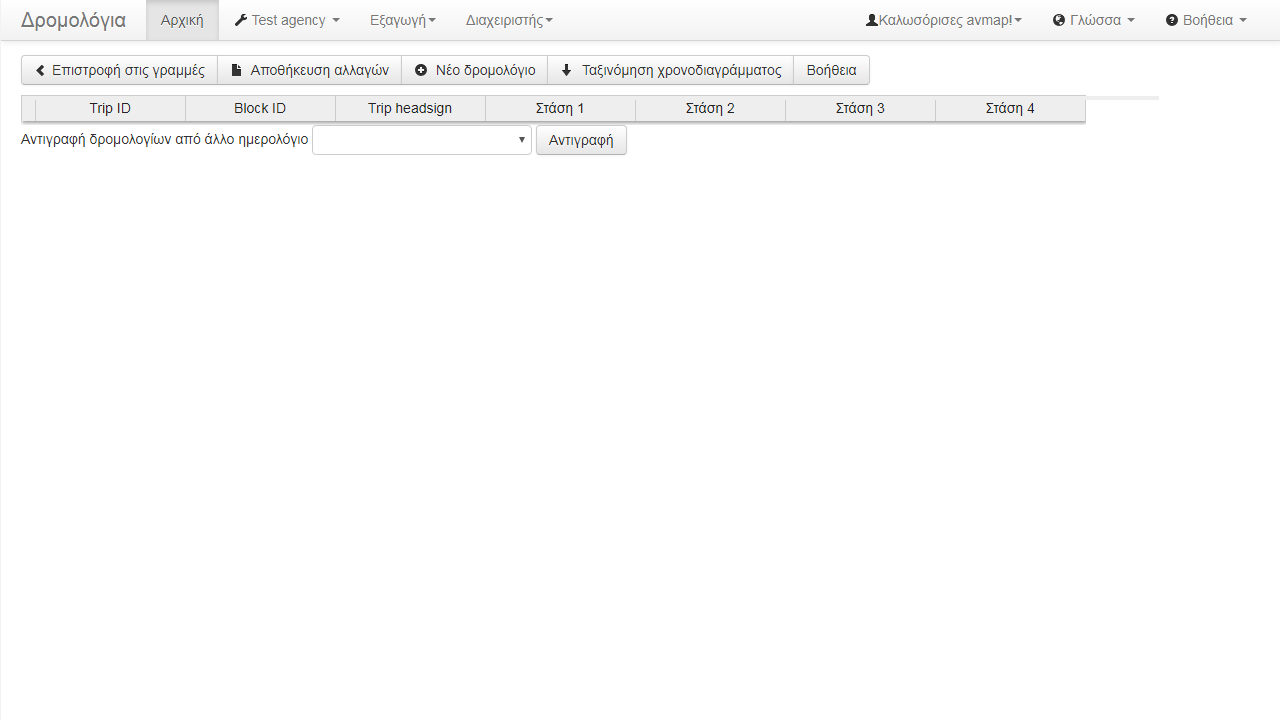 Δρομολόγια Αρχική Test agency Εξαγωγή Διαχειριστής Καλωσόρισες avmap! Γλώσσα Βοήθεια
Επιστροφή στις γραμμές Αποθήκευση αλλαγών Νέο δρομολόγιο Ταξινόμηση χρονοδιαγράμματος Βοήθεια
Trip ID Block ID Trip headsign Στάση 1 Στάση 2 Στάση 3 Στάση 4
Αντιγραφή δρομολογίων από άλλο ημερολόγιο Αντιγραφή